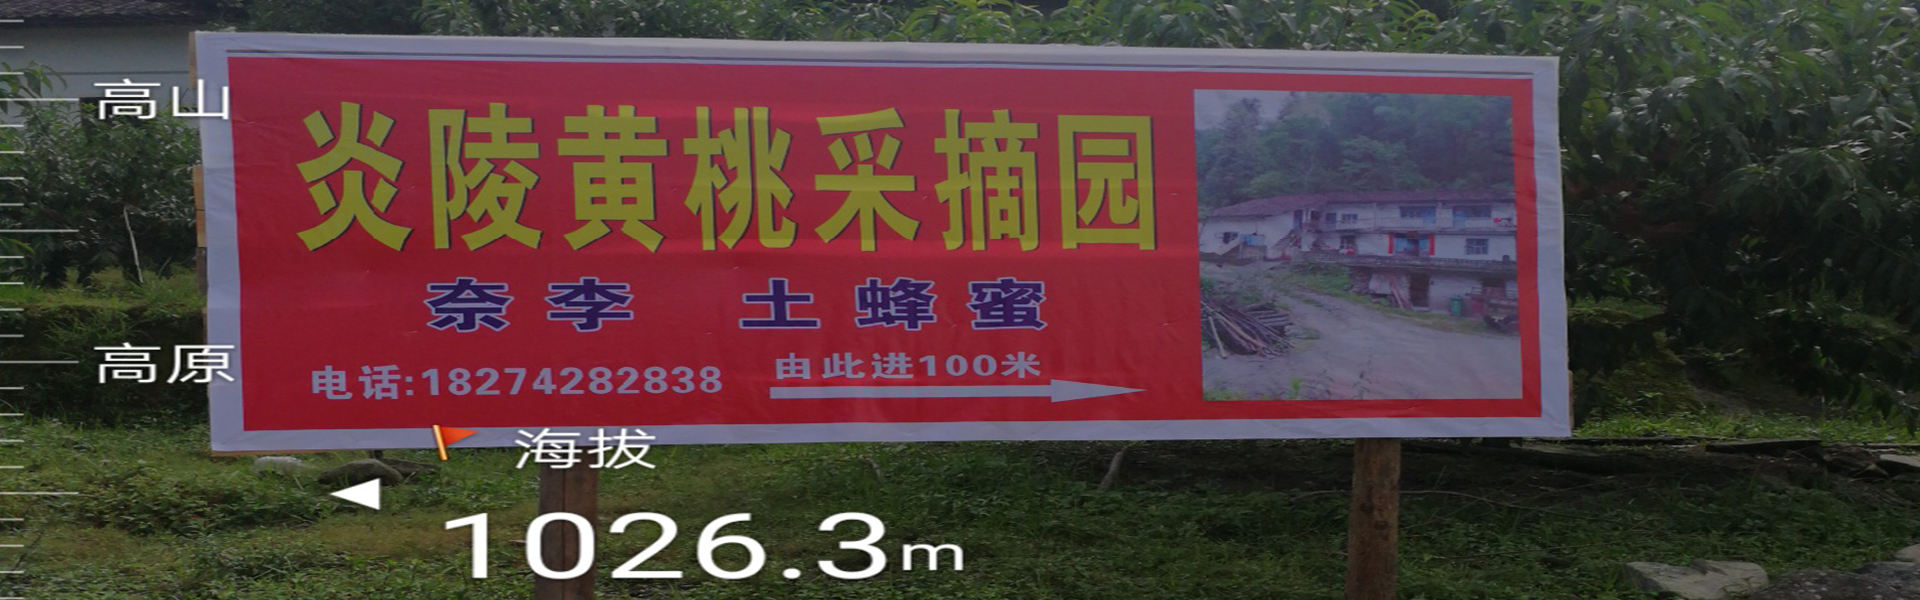 高山
炎陵黄桃采摘园
奈李 土蜂蜜
高原
电话:18274282838
由此进100米
海拔
1026.3m